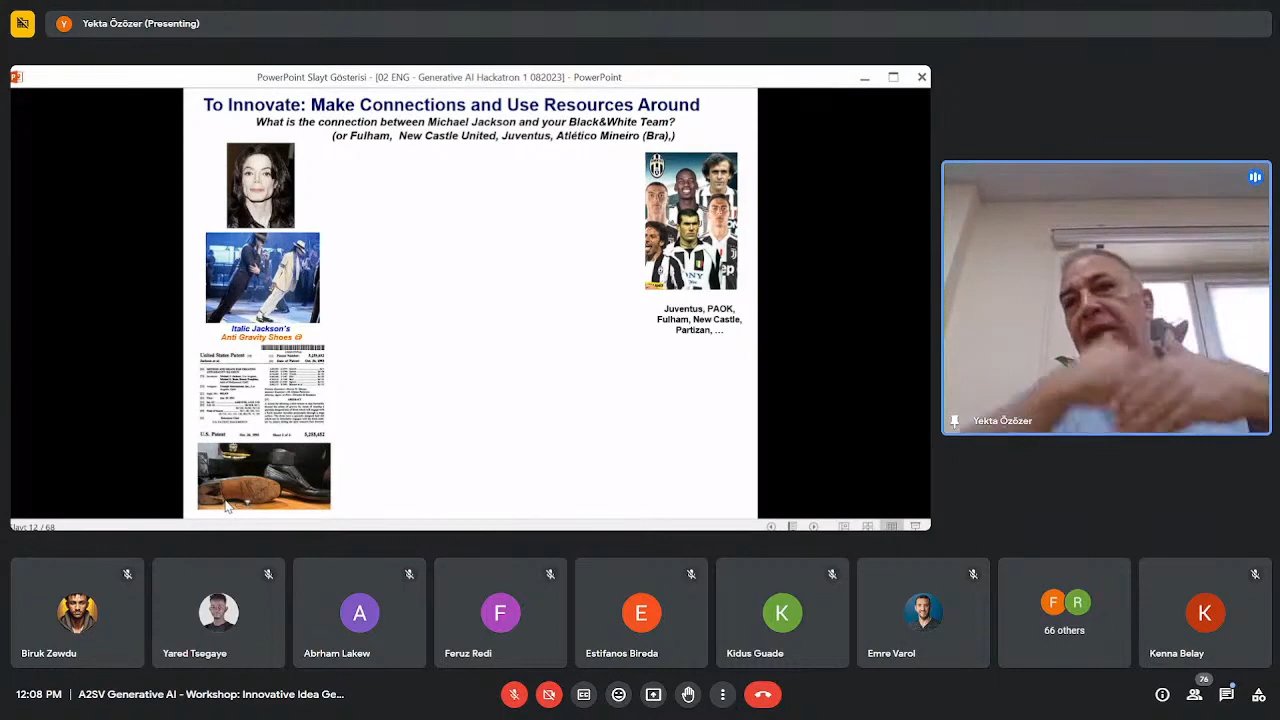 Yekta Özözer (Presenting)
PowerPoint Slayt Gösterisi - [02 ENG - Generative AI Hackatron 1 082023] - PowerPoint
To Innovate: Make Connections and Use Resources Around
What is the connection between Michael Jackson and your Black&White Team?
(or Fulham, New Castle United, Juventus, Atlético Mineiro (Bra),)
Italic Jackson's
Anti Gravity Shoes @
United States Patent
U.S. Patent
5,255,452
Juventus, PAOK,
Fulham, New Castle,
Partizan, ...
12 / 68
Yekta Özözer
Biruk Zewdu
Yared Tsegaye
A
Abrham Lakew
F
Feruz Redi
E
Estifanos Bireda
K
Kidus Guade
Emre Varol
F R
66 others
K
Kenna Belay
12:08 PM | A2SV Generative AI - Workshop: Innovative Idea Ge...
76